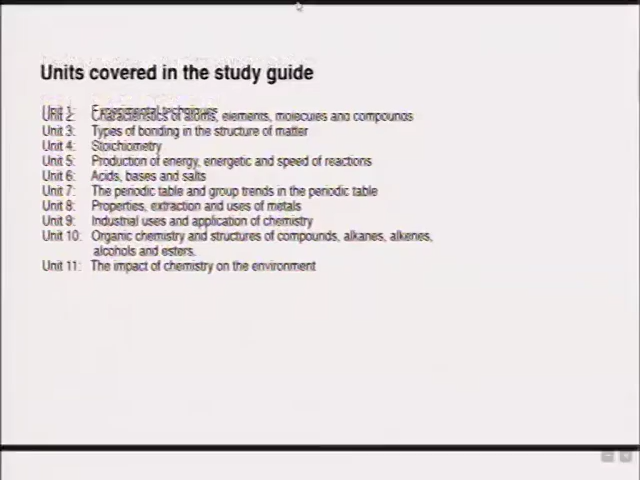 Units covered in the study guide
Unit 1: Experimental techniques
Unit 2: Characteristics of atoms, elements, molecules and compounds
Unit 3: Types of bonding in the structure of matter
Unit 4: Stoichiometry
Unit 5: Production of energy, energetic and speed of reactions
Unit 6: Acids, bases and salts
Unit 7: The periodic table and group trends in the periodic table
Unit 8: Properties, extraction and uses of metals
Unit 9: Industrial uses and application of chemistry
Unit 10: Organic chemistry and structures of compounds, alkanes, alkenes,
alcohols and esters.
Unit 11: The impact of chemistry on the environment